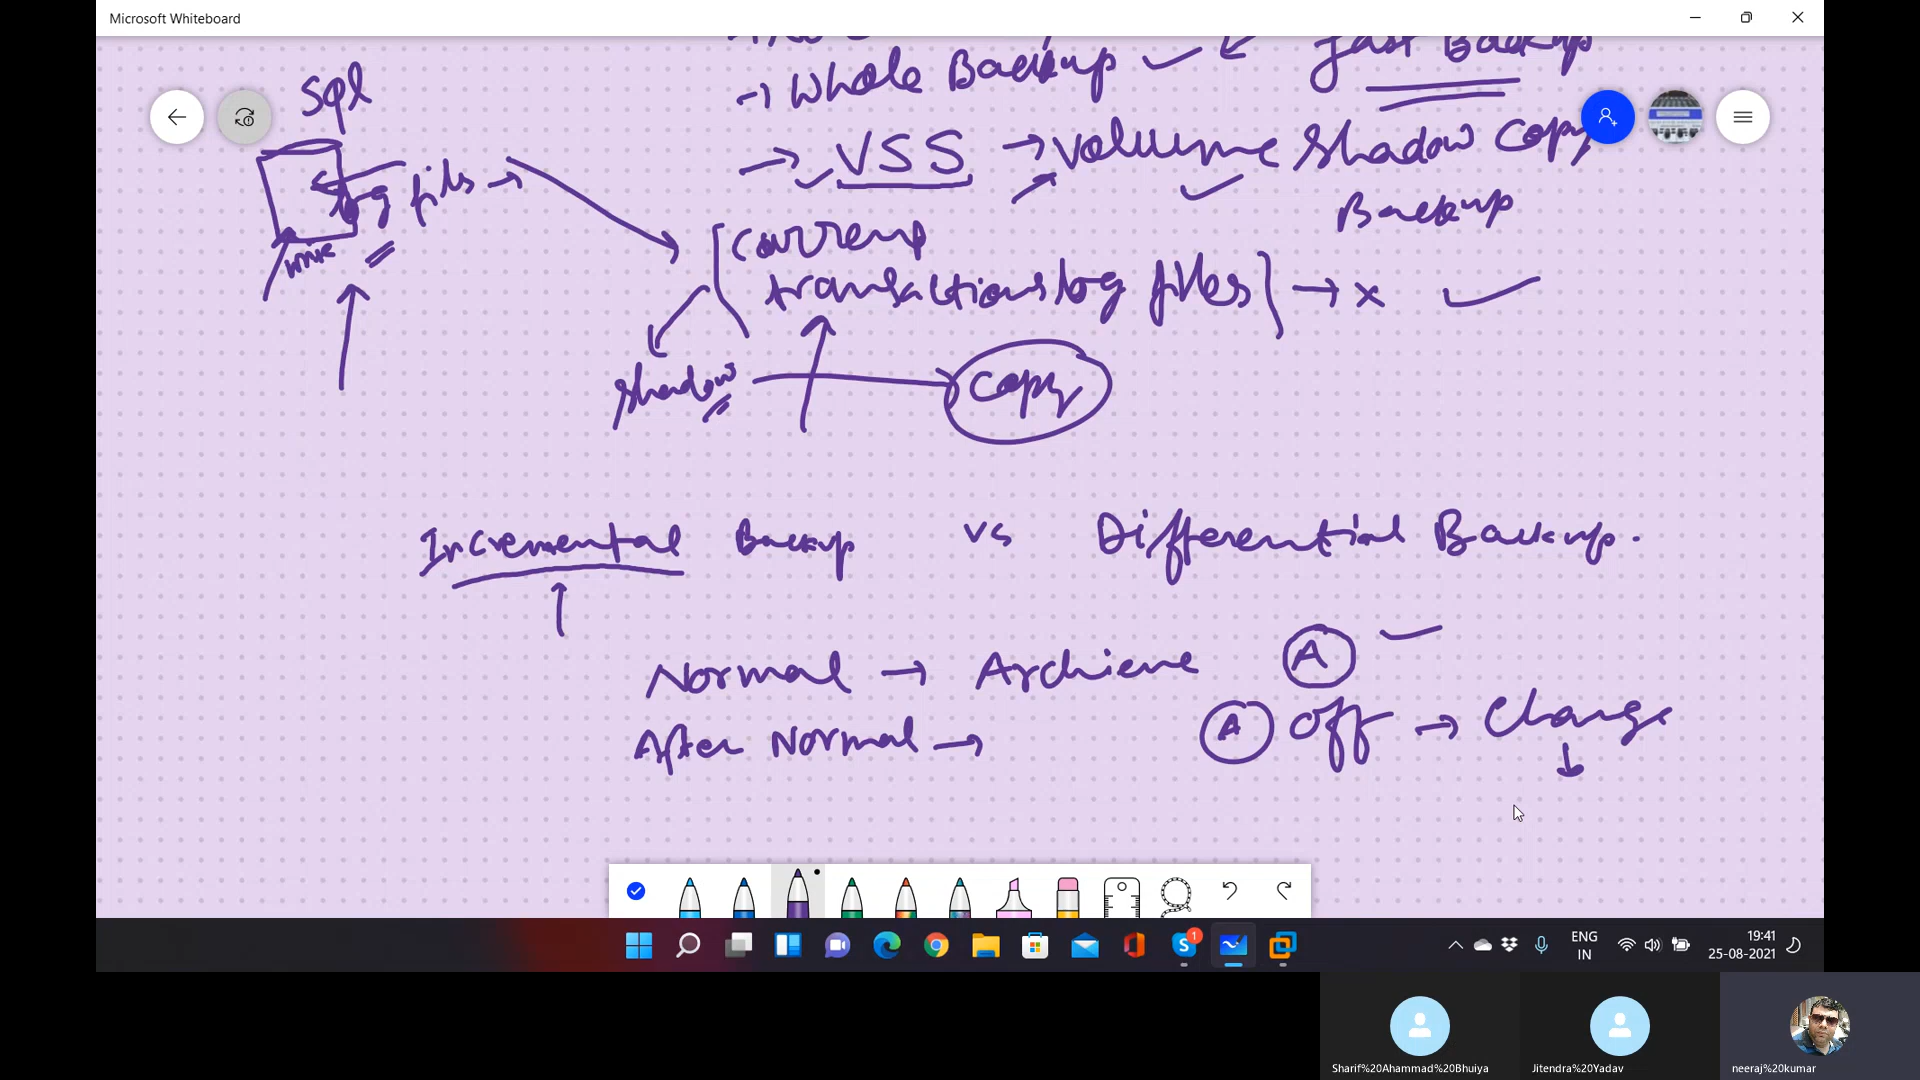 Microsoft Whiteboard
Fast Backup
→ Whole Backup
Sql
→ VSS → Volume Shadow Copy
Backup
log files →
[Current
transactions log files] → x
Shadow
Copy
Incremental Backup vs Differential Backup.
Normal → Archieve A
After Normal → A Off → Change
1
ENG
IN
19:41
25-08-2021
Sharif%20Ahammad%20Bhuiya
Jitendra%20Yadav
neeraj%20kumar